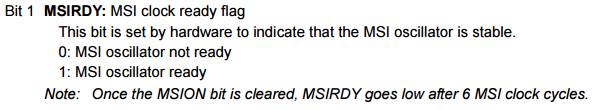 Bit 1 MSIRDY: MSI clock ready flag
This bit is set by hardware to indicate that the MSI oscillator is stable.
0: MSI oscillator not ready
1: MSI oscillator ready
Note: Once the MSION bit is cleared, MSIRDY goes low after 6 MSI clock cycles.